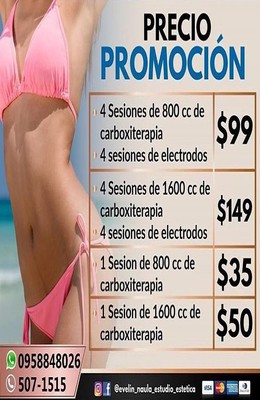 PRECIO
PROMOCIÓN
4 Sesiones de 800 cc de
carboxiterapia
4 sesiones de electrodos
$99
4 Sesiones de 1600 cc de
carboxiterapia
4 sesiones de electrodos
$149
1 Sesion de 800 cc de
carboxiterapia
$35
1 Sesion de 1600 cc de
carboxiterapia
$50
0958848026
507-1515
@evelin_naula_estudio_estetica
VISA